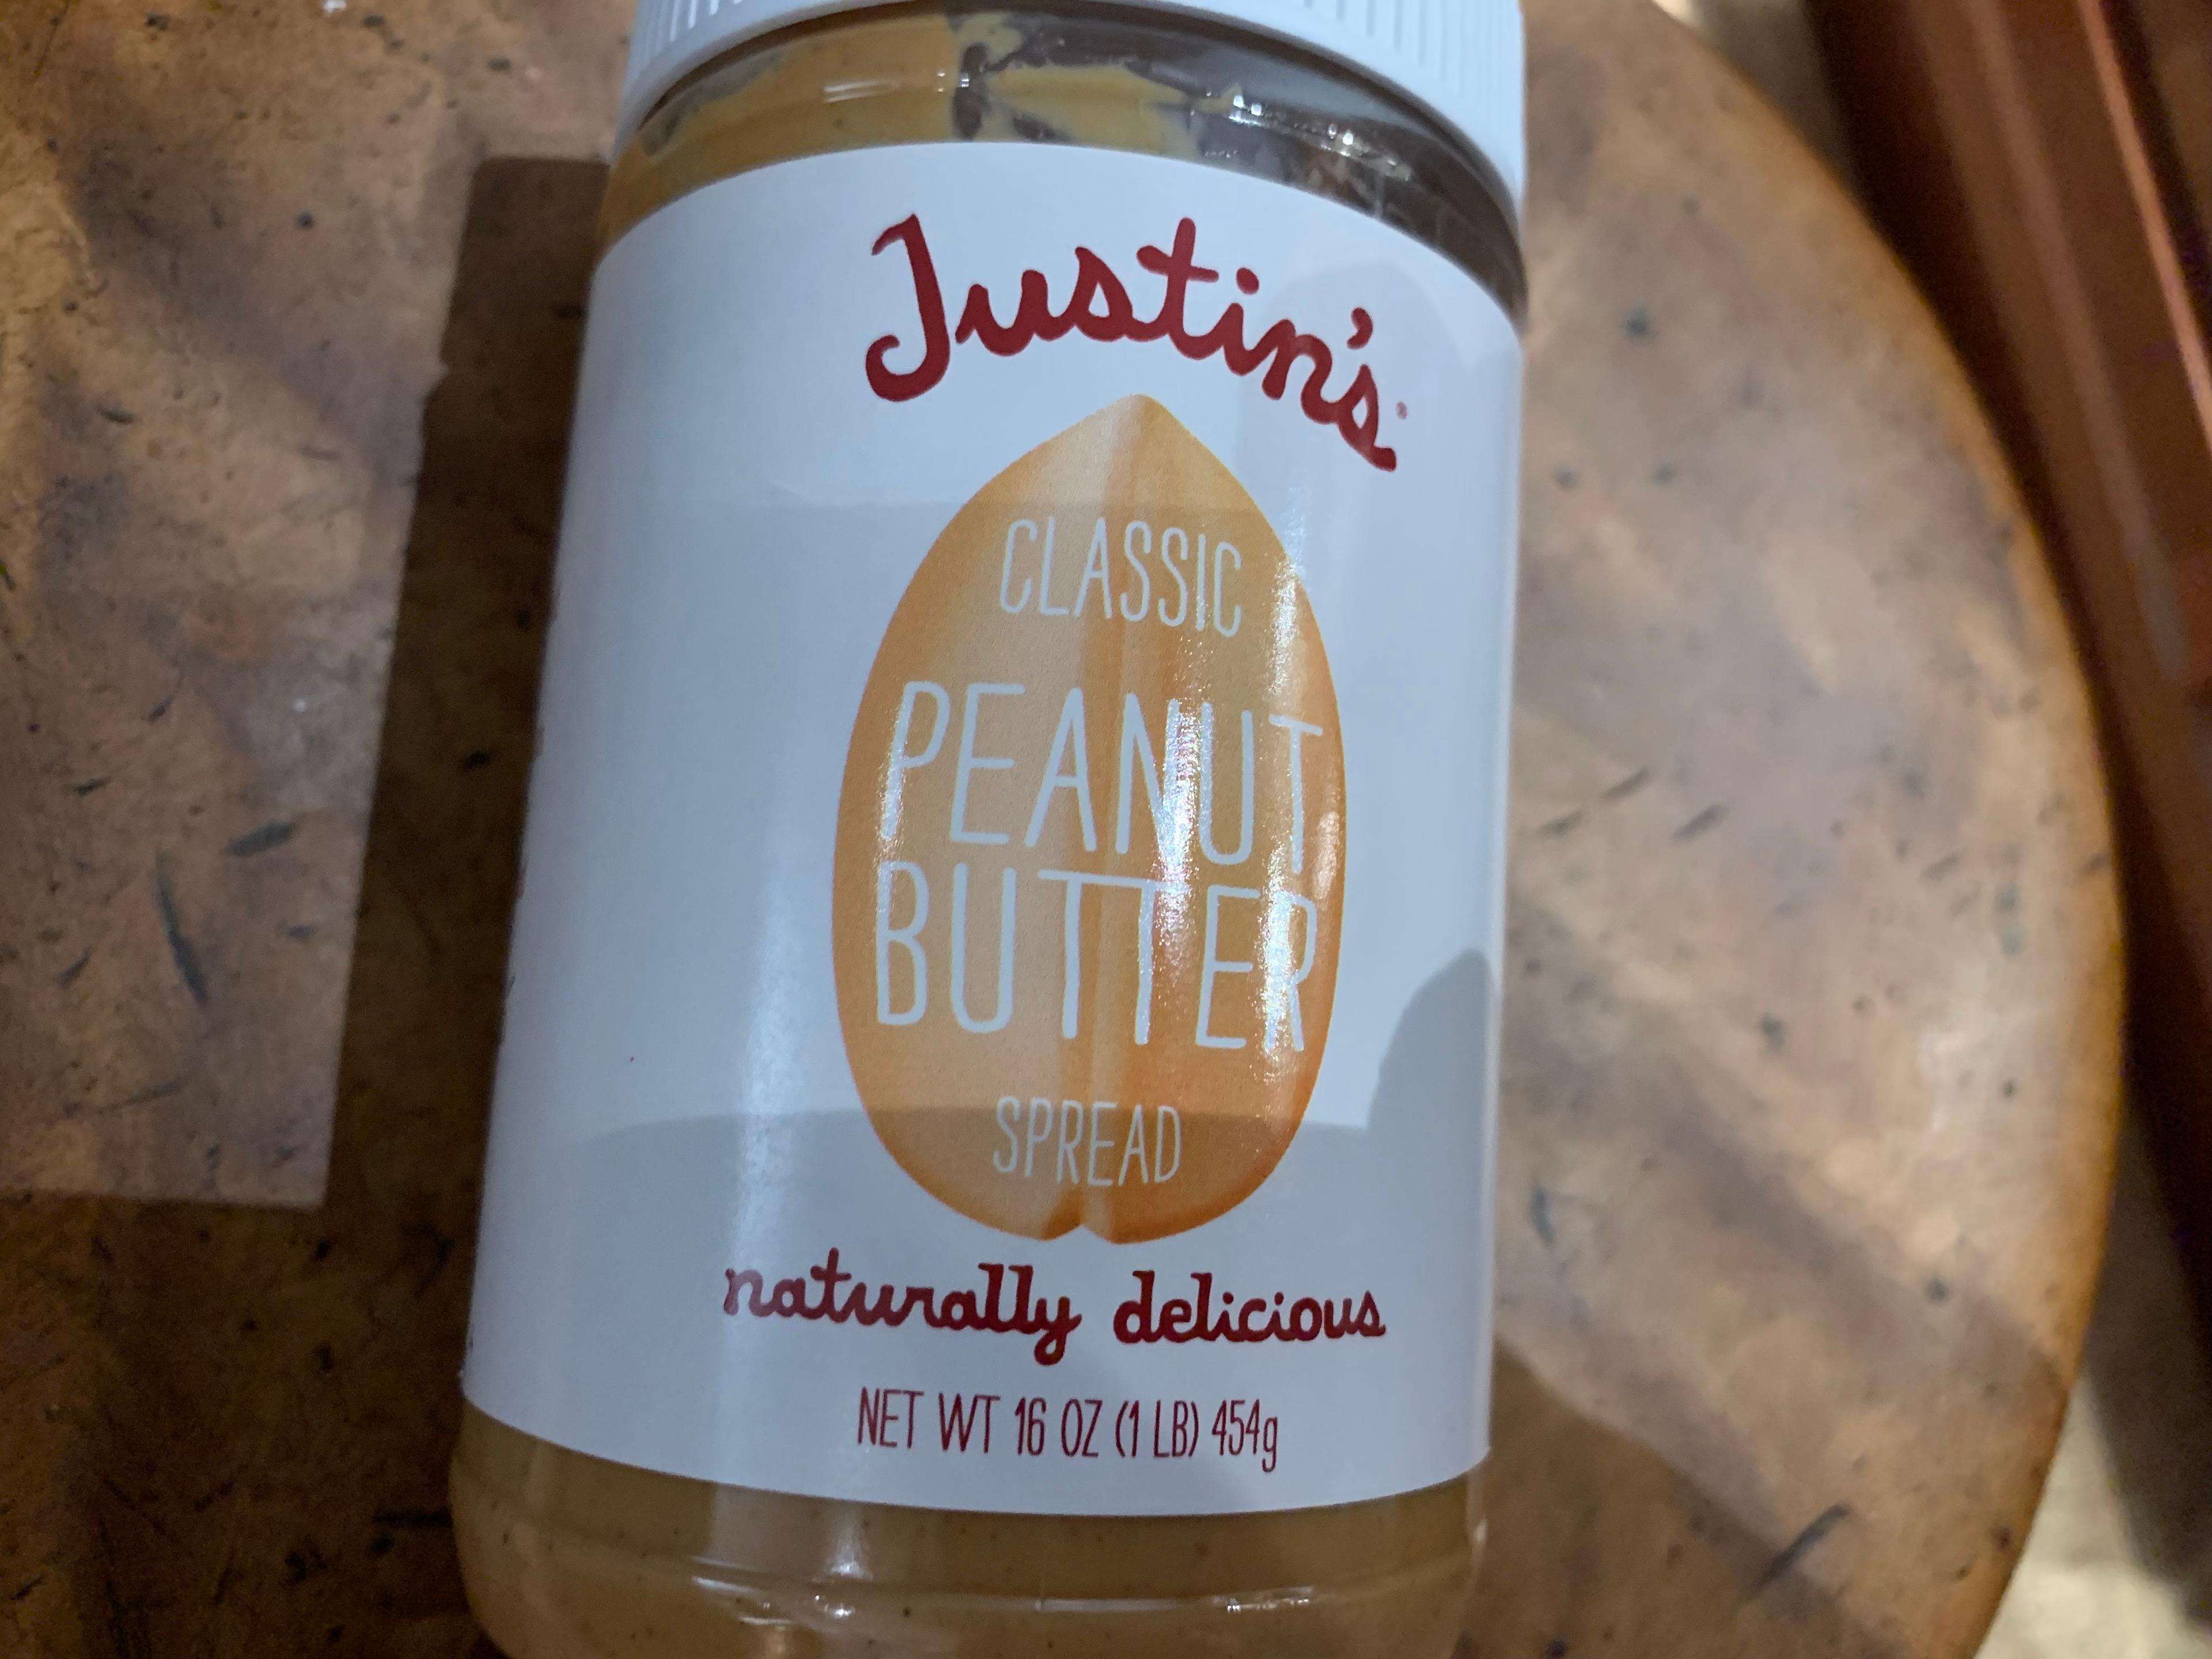 Justin's®
CLASSIC
PEANUT
BUTTER
SPREAD
naturally delicious
NET WT 16 OZ (1 LB) 454g